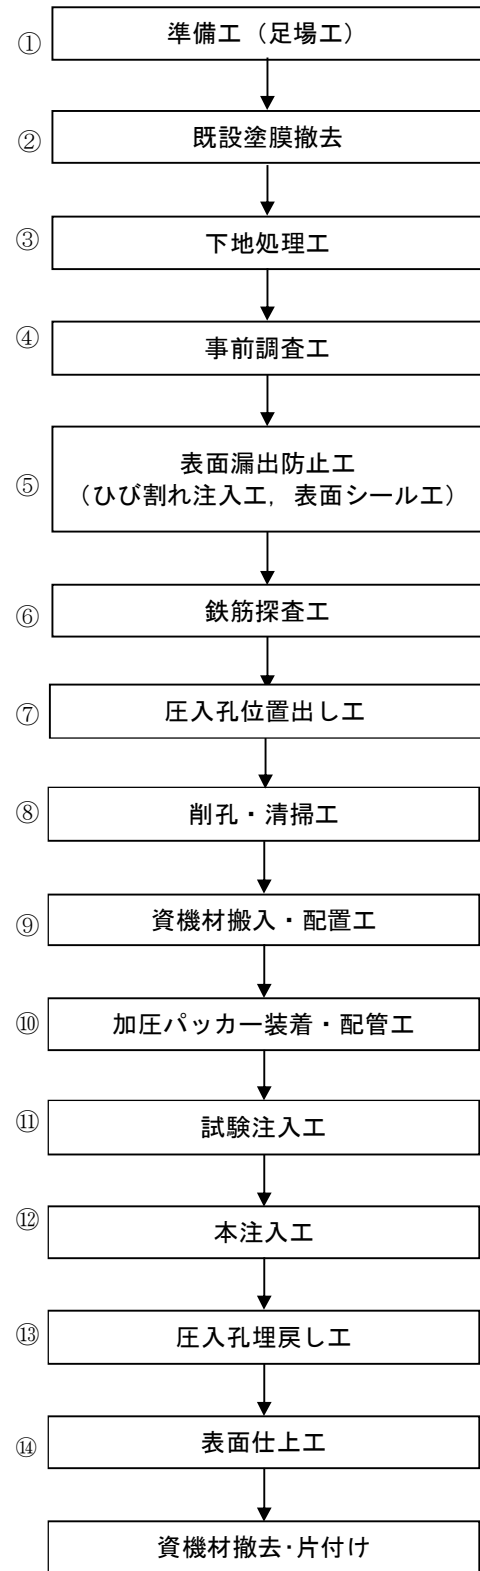 ① 準備工（足場工）
② 既設塗膜撤去
③ 下地処理工
④ 事前調査工
⑤ 表面漏出防止工
（ひび割れ注入工，表面シール工）
⑥ 鉄筋探査工
⑦ 圧入孔位置出し工
⑧ 削孔・清掃工
⑨ 資機材搬入・配置工
⑩ 加圧パッカー装着・配管工
⑪ 試験注入工
⑫ 本注入工
⑬ 圧入孔埋戻し工
⑭ 表面仕上工
資機材撤去･片付け